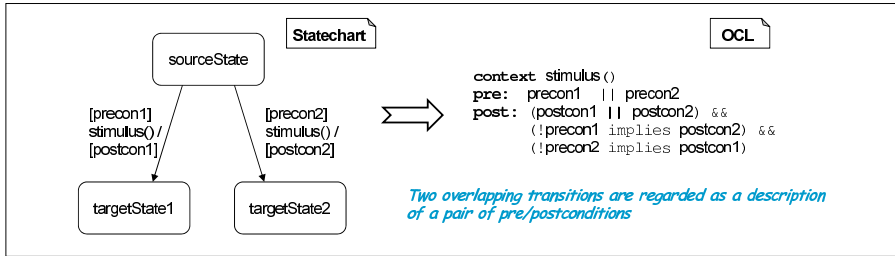 Statechart
sourceState
[precon1]
stimulus() /
[postcon1]
[precon2]
stimulus() /
[postcon2]
targetState1
targetState2
OCL
context stimulus()
pre: precon1 || precon2
post: (postcon1 || postcon2) &&
(!precon1 implies postcon2) &&
(!precon2 implies postcon1)
Two overlapping transitions are regarded as a description
of a pair of pre/postconditions